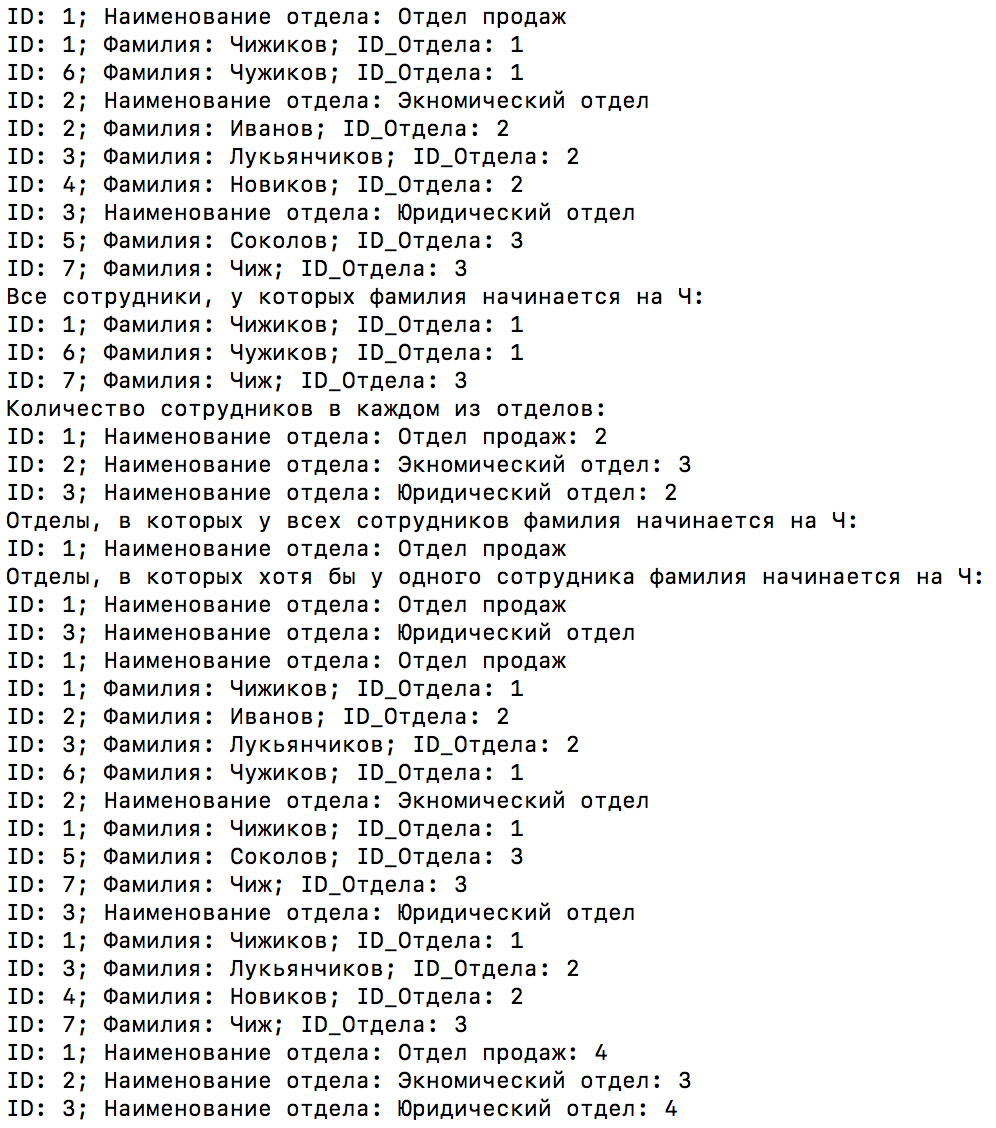 ID: 1; Наименование отдела: Отдел продаж
ID: 1; Фамилия: Чижиков; ID_Отдела: 1
ID: 6; Фамилия: Чужиков; ID_Отдела: 1
ID: 2; Наименование отдела: Экномический отдел
ID: 2; Фамилия: Иванов; ID_Отдела: 2
ID: 3; Фамилия: Лукьянчиков; ID_Отдела: 2
ID: 4; Фамилия: Новиков; ID_Отдела: 2
ID: 3; Наименование отдела: Юридический отдел
ID: 5; Фамилия: Соколов; ID_Отдела: 3
ID: 7; Фамилия: Чиж; ID_Отдела: 3
Все сотрудники, у которых фамилия начинается на Ч:
ID: 1; Фамилия: Чижиков; ID_Отдела: 1
ID: 6; Фамилия: Чужиков; ID_Отдела: 1
ID: 7; Фамилия: Чиж; ID_Отдела: 3
Количество сотрудников в каждом из отделов:
ID: 1; Наименование отдела: Отдел продаж: 2
ID: 2; Наименование отдела: Экномический отдел: 3
ID: 3; Наименование отдела: Юридический отдел: 2
Отделы, в которых у всех сотрудников фамилия начинается на Ч:
ID: 1; Наименование отдела: Отдел продаж
Отделы, в которых хотя бы у одного сотрудника фамилия начинается на Ч:
ID: 1; Наименование отдела: Отдел продаж
ID: 3; Наименование отдела: Юридический отдел
ID: 1; Наименование отдела: Отдел продаж
ID: 1; Фамилия: Чижиков; ID_Отдела: 1
ID: 2; Фамилия: Иванов; ID_Отдела: 2
ID: 3; Фамилия: Лукьянчиков; ID_Отдела: 2
ID: 6; Фамилия: Чужиков; ID_Отдела: 1
ID: 2; Наименование отдела: Экномический отдел
ID: 1; Фамилия: Чижиков; ID_Отдела: 1
ID: 5; Фамилия: Соколов; ID_Отдела: 3
ID: 7; Фамилия: Чиж; ID_Отдела: 3
ID: 3; Наименование отдела: Юридический отдел
ID: 1; Фамилия: Чижиков; ID_Отдела: 1
ID: 3; Фамилия: Лукьянчиков; ID_Отдела: 2
ID: 4; Фамилия: Новиков; ID_Отдела: 2
ID: 7; Фамилия: Чиж; ID_Отдела: 3
ID: 1; Наименование отдела: Отдел продаж: 4
ID: 2; Наименование отдела: Экномический отдел: 3
ID: 3; Наименование отдела: Юридический отдел: 4